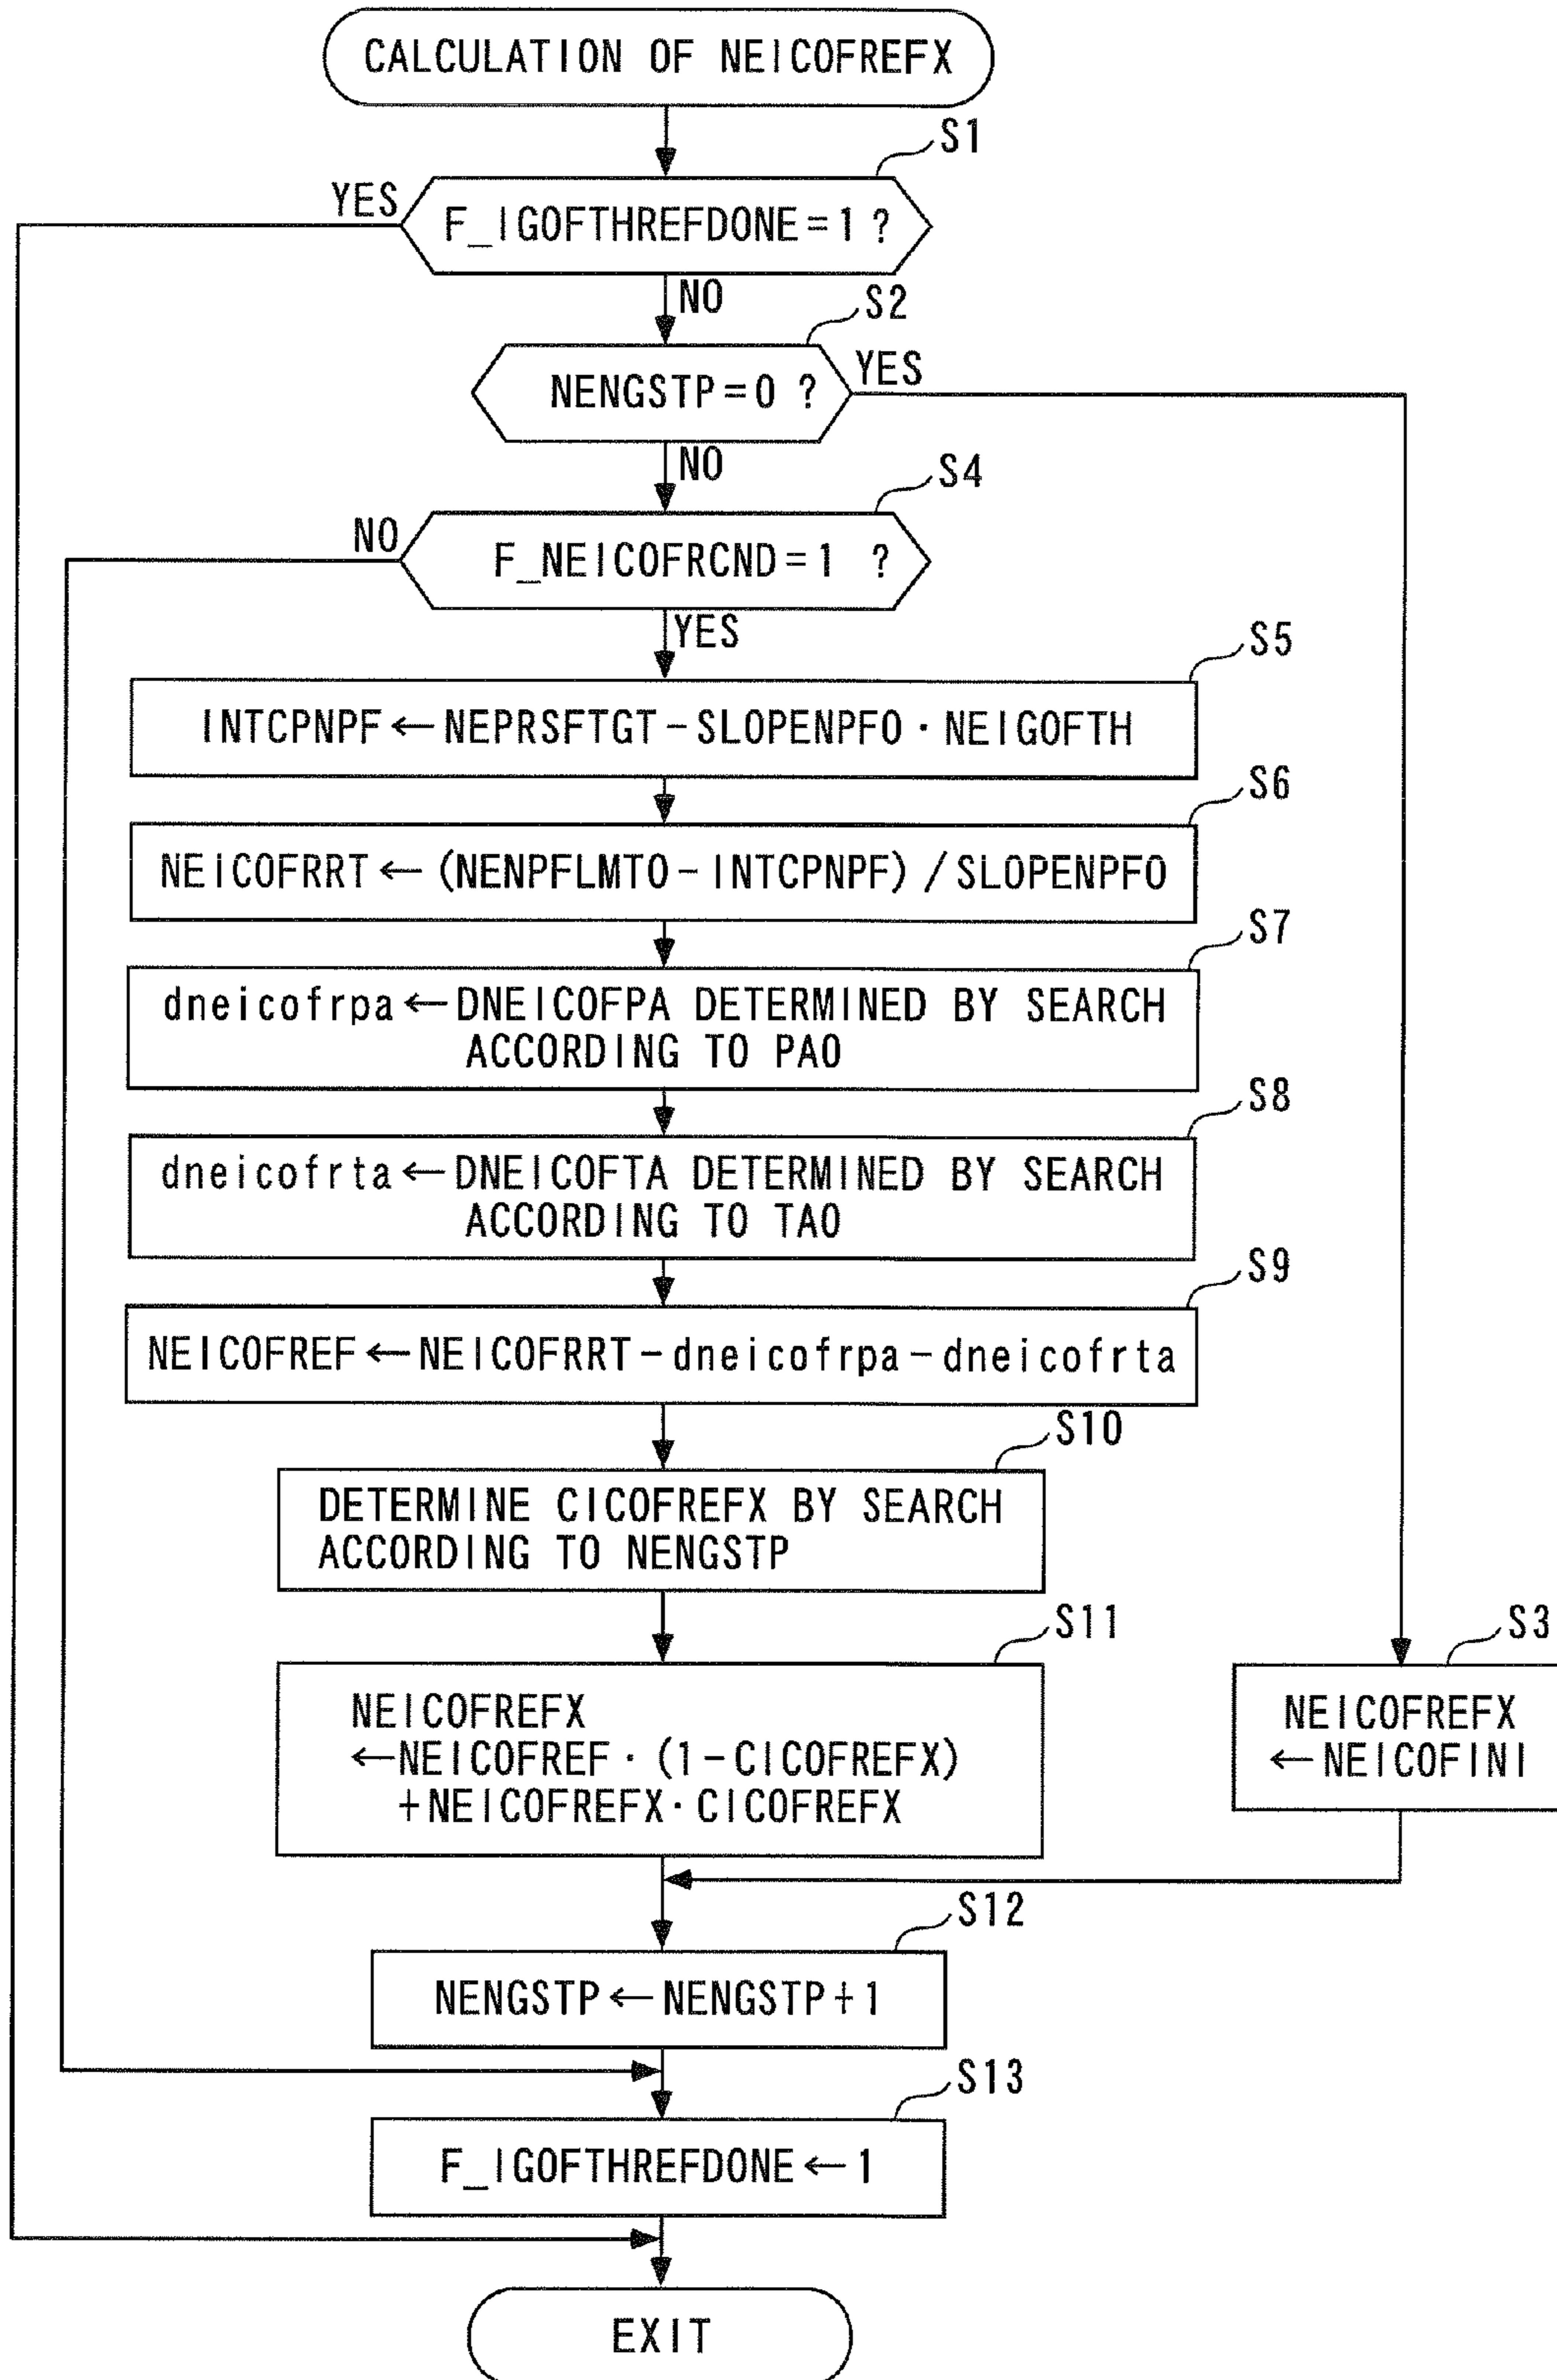 CALCULATION OF NEICOFREFX
S1
YES
F_IGOFTHREFDONE=1 ?
NO
S2
NENGSTP=0 ?
YES
NO
S4
NO
F_NEICOFRCND=1 ?
YES
S5
INTCPNPF←NEPRSFTGT-SLOPENPF0·NEIGOFTH
S6
NEICOFRRT←(NENPFLMT0-INTCPNPF)/SLOPENPF0
S7
dneicofrpa←DNEICOFPA DETERMINED BY SEARCH
ACCORDING TO PA0
S8
dneicofrta←DNEICOFTA DETERMINED BY SEARCH
ACCORDING TO TA0
S9
NEICOFREF←NEICOFRRT-dneicofrpa-dneicofrta
S10
DETERMINE CICOFREFX BY SEARCH
ACCORDING TO NENGSTP
S11
NEICOFREFX
←NEICOFREF·(1-CICOFREFX)
+NEICOFREFX·CICOFREFX
S3
NEICOFREFX
←NEICOFINI
S12
NENGSTP←NENGSTP+1
S13
F_IGOFTHREFDONE←1
EXIT